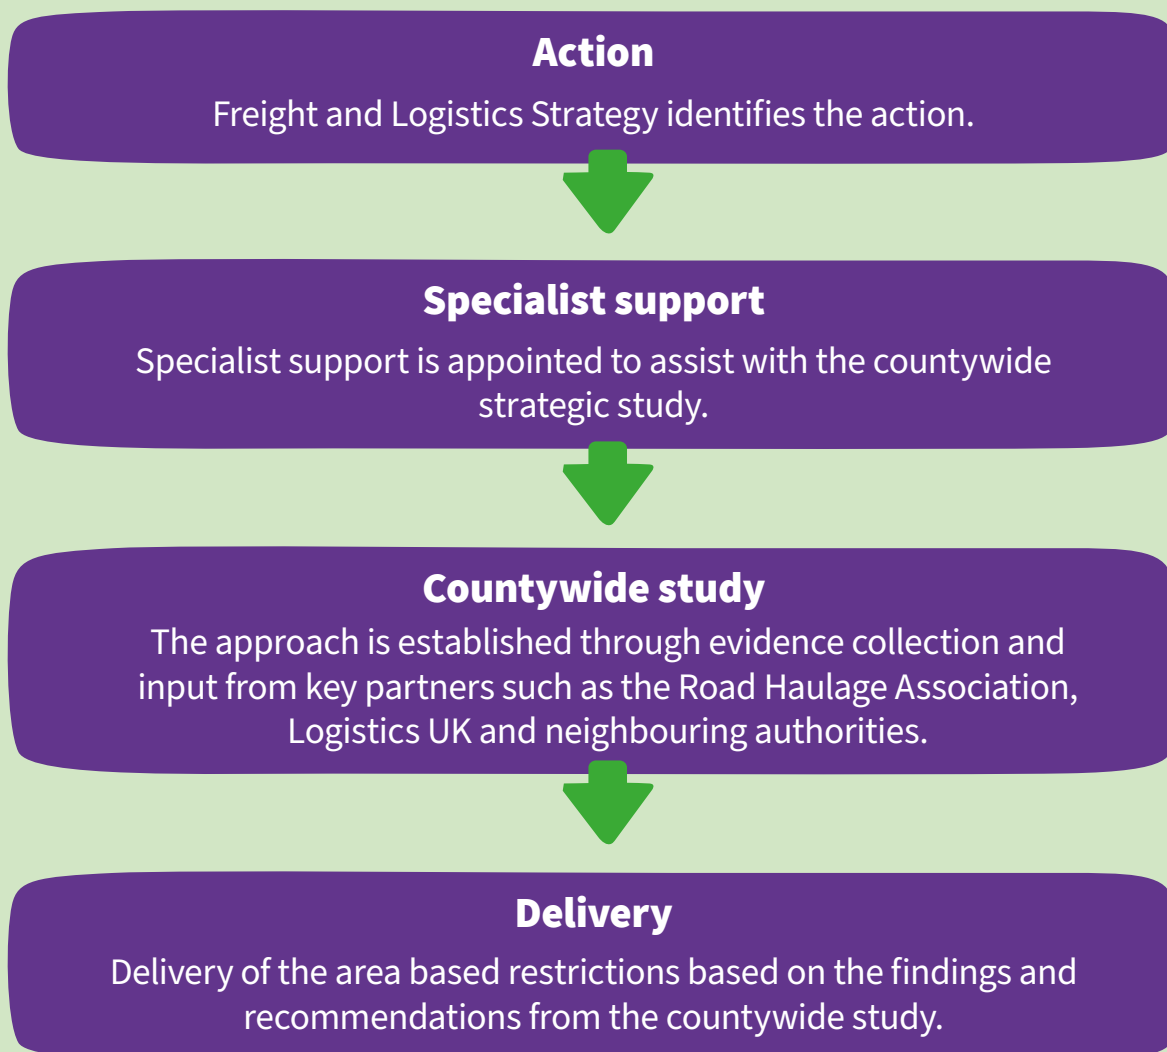 Action
Freight and Logistics Strategy identifies the action.
Specialist support
Specialist support is appointed to assist with the countywide
strategic study.
Countywide study
The approach is established through evidence collection and
input from key partners such as the Road Haulage Association,
Logistics UK and neighbouring authorities.
Delivery
Delivery of the area based restrictions based on the findings and
recommendations from the countywide study.